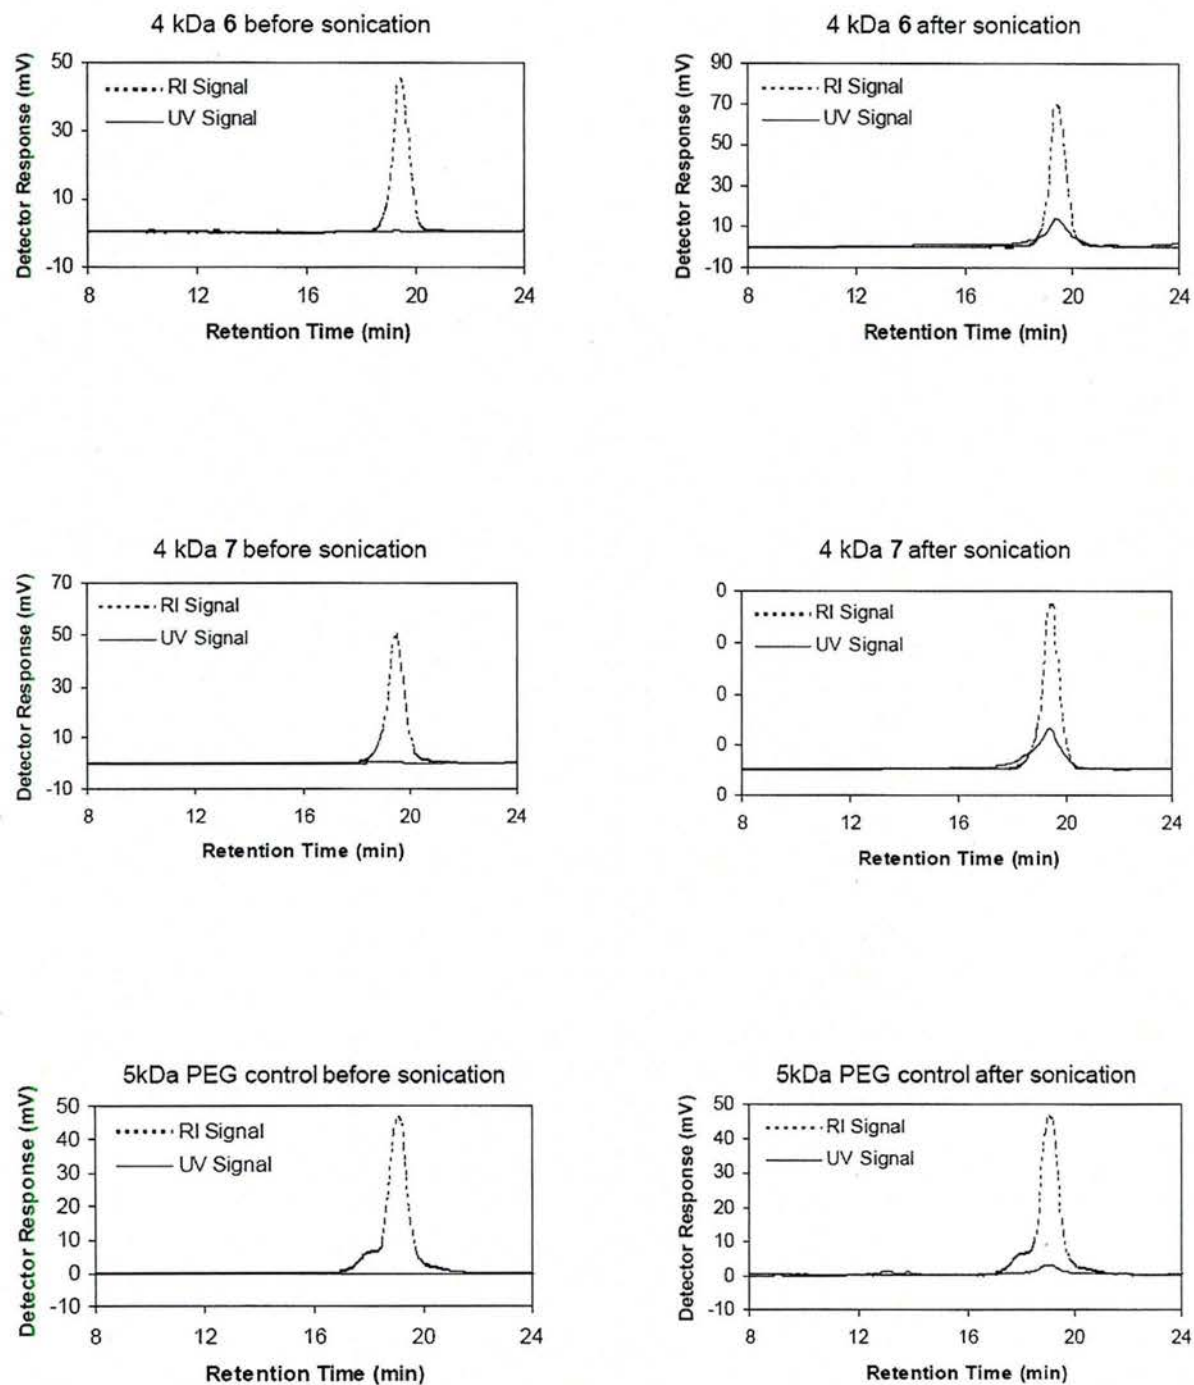 4 kDa 6 before sonication
Detector Response (mV)
50
30
10
-10
RI Signal
UV Signal
8 12 16 20 24
Retention Time (min)
4 kDa 6 after sonication
Detector Response (mV)
90
70
50
30
10
-10
RI Signal
UV Signal
8 12 16 20 24
Retention Time (min)
4 kDa 7 before sonication
Detector Response (mV)
70
50
30
10
-10
RI Signal
UV Signal
8 12 16 20 24
Retention Time (min)
4 kDa 7 after sonication
0
0
0
0
0
RI Signal
UV Signal
8 12 16 20 24
Retention Time (min)
5kDa PEG control before sonication
Detector Response (mV)
50
40
30
20
10
0
-10
RI Signal
UV Signal
8 12 16 20 24
Retention Time (min)
5kDa PEG control after sonication
Detector Response (mV)
50
40
30
20
10
0
-10
RI Signal
UV Signal
8 12 16 20 24
Retention Time (min)